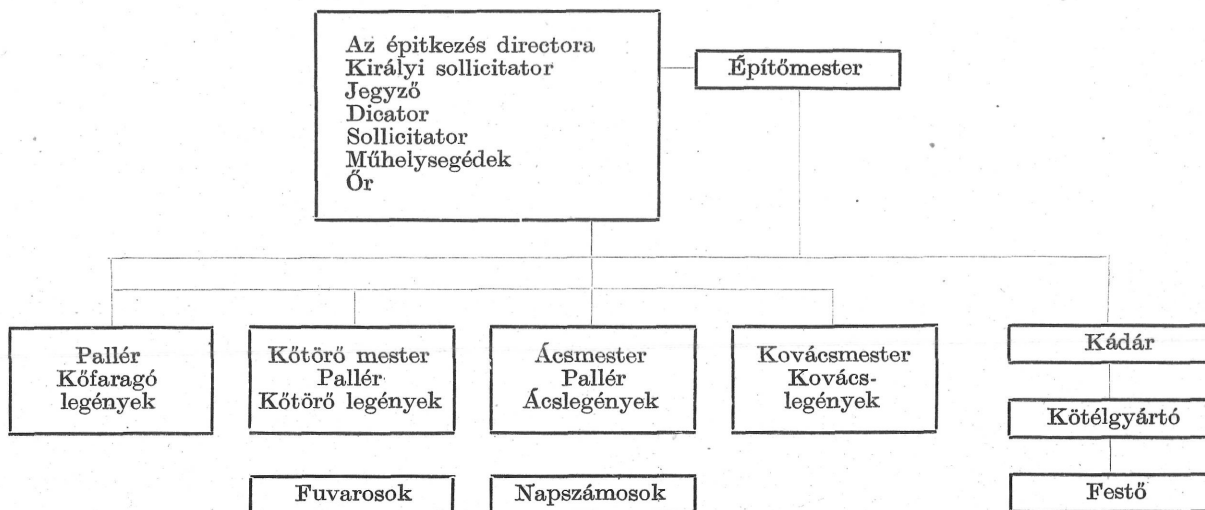 Az épitkezés directora
Királyi sollicitator
Jegyző
Dicator
Sollicitator
Műhelysegédek
Őr
Építőmester
Pallér
Kőfaragó
legények
Kőtörő mester
Pallér
Kőtörő legények
Ácsmester
Pallér
Ácslegények
Kovácsmester
Kovács-
legények
Kádár
Kötélgyártó
Festő
Fuvarosok
Napszámosok